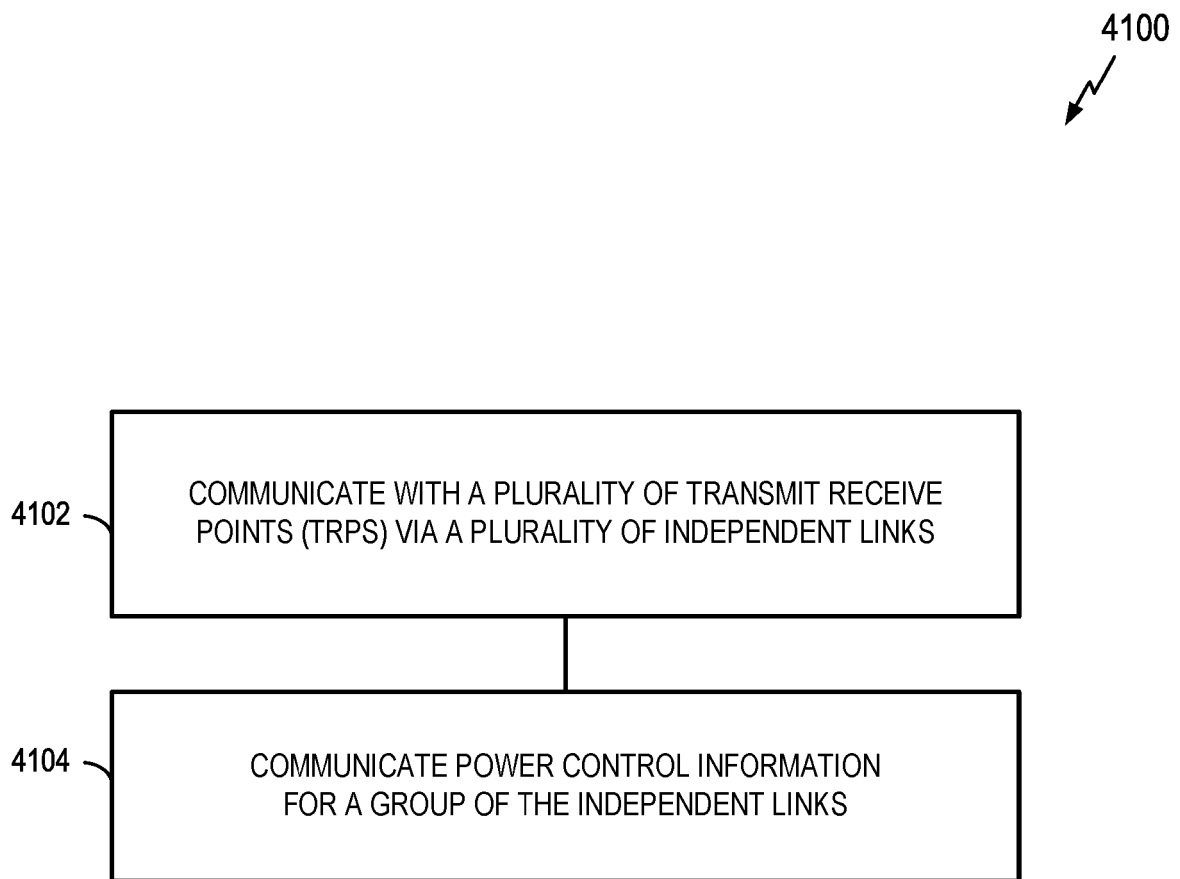 4100
4102
COMMUNICATE WITH A PLURALITY OF TRANSMIT RECEIVE
POINTS (TRPS) VIA A PLURALITY OF INDEPENDENT LINKS
4104
COMMUNICATE POWER CONTROL INFORMATION
FOR A GROUP OF THE INDEPENDENT LINKS